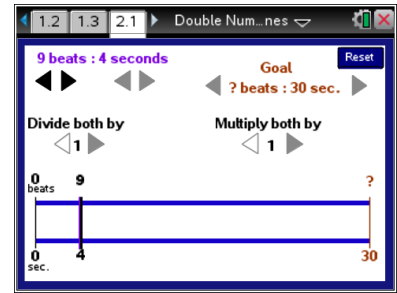 1.2 1.3 2.1 Double Num...nes
9 beats : 4 seconds
Reset
Goal
? beats : 30 sec.
Divide both by
Multiply both by
1
1
0 9 ?
beats
0 4 30
sec.